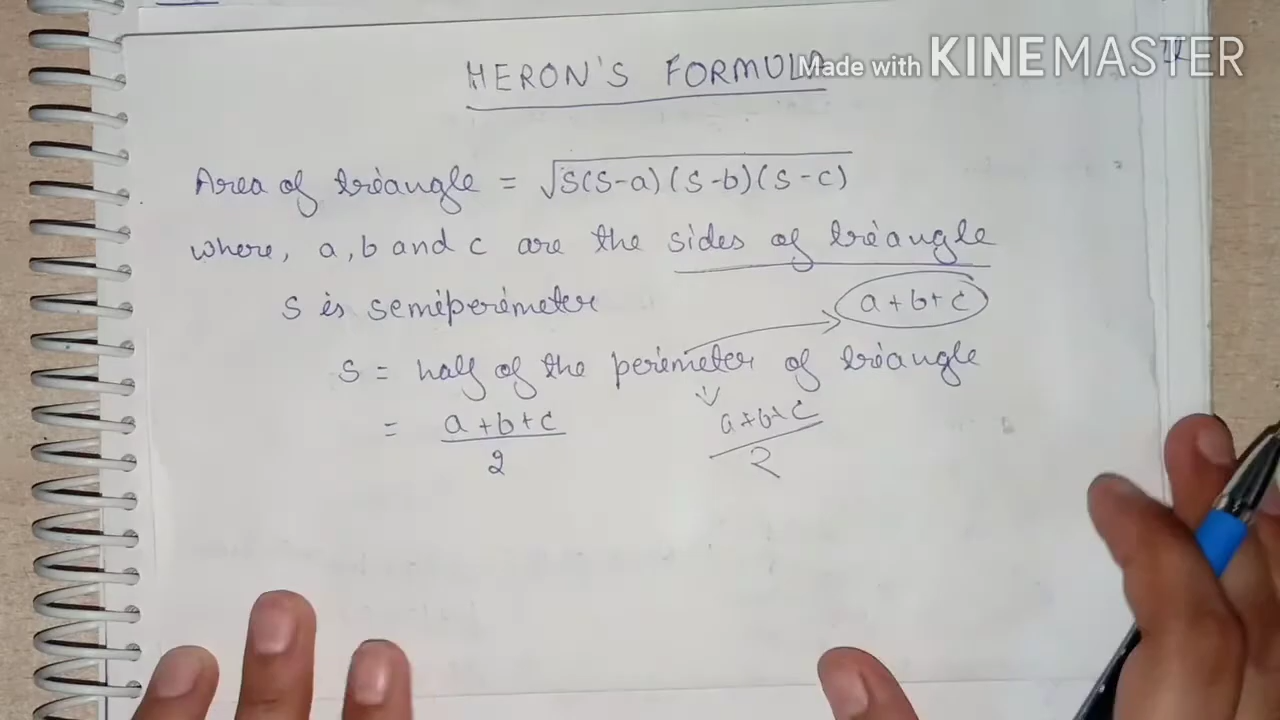 HERON'S FORMULA
Made with KINEMASTER
Area of triangle = √S(S-a)(S-b)(S-c)
where, a, b and c are the sides of triangle
S is semiperimeter
a+b+c
S = half of the perimeter of triangle
= a+b+c / 2
a+b+c / 2